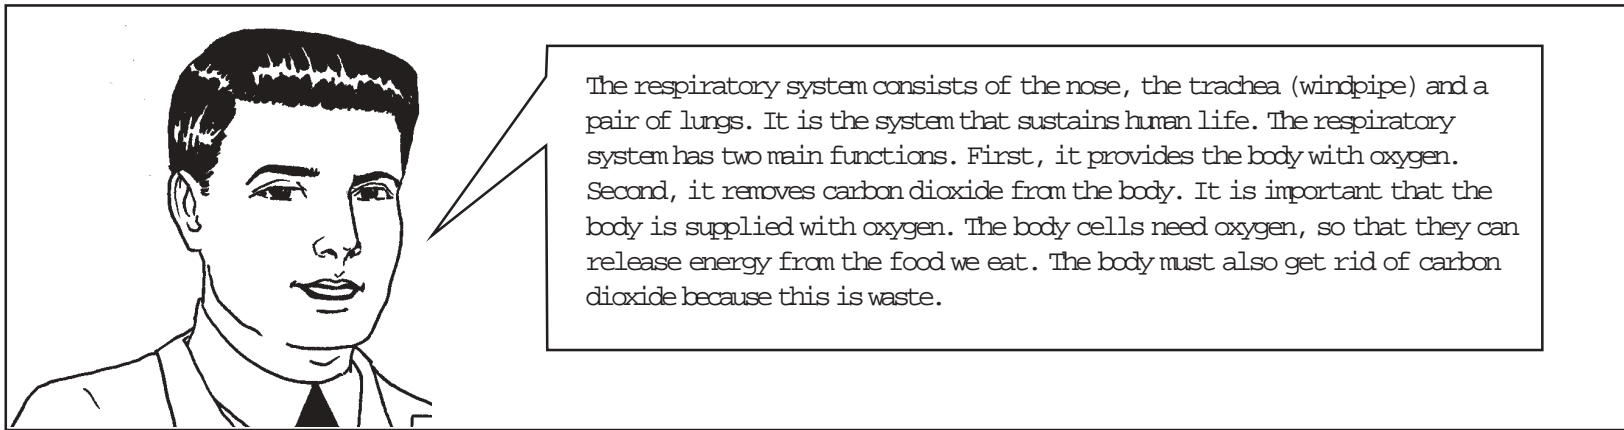 The respiratory system consists of the nose, the trachea (windpipe) and a
pair of lungs. It is the system that sustains human life. The respiratory
system has two main functions. First, it provides the body with oxygen.
Second, it removes carbon dioxide from the body. It is important that the
body is supplied with oxygen. The body cells need oxygen, so that they can
release energy from the food we eat. The body must also get rid of carbon
dioxide because this is waste.